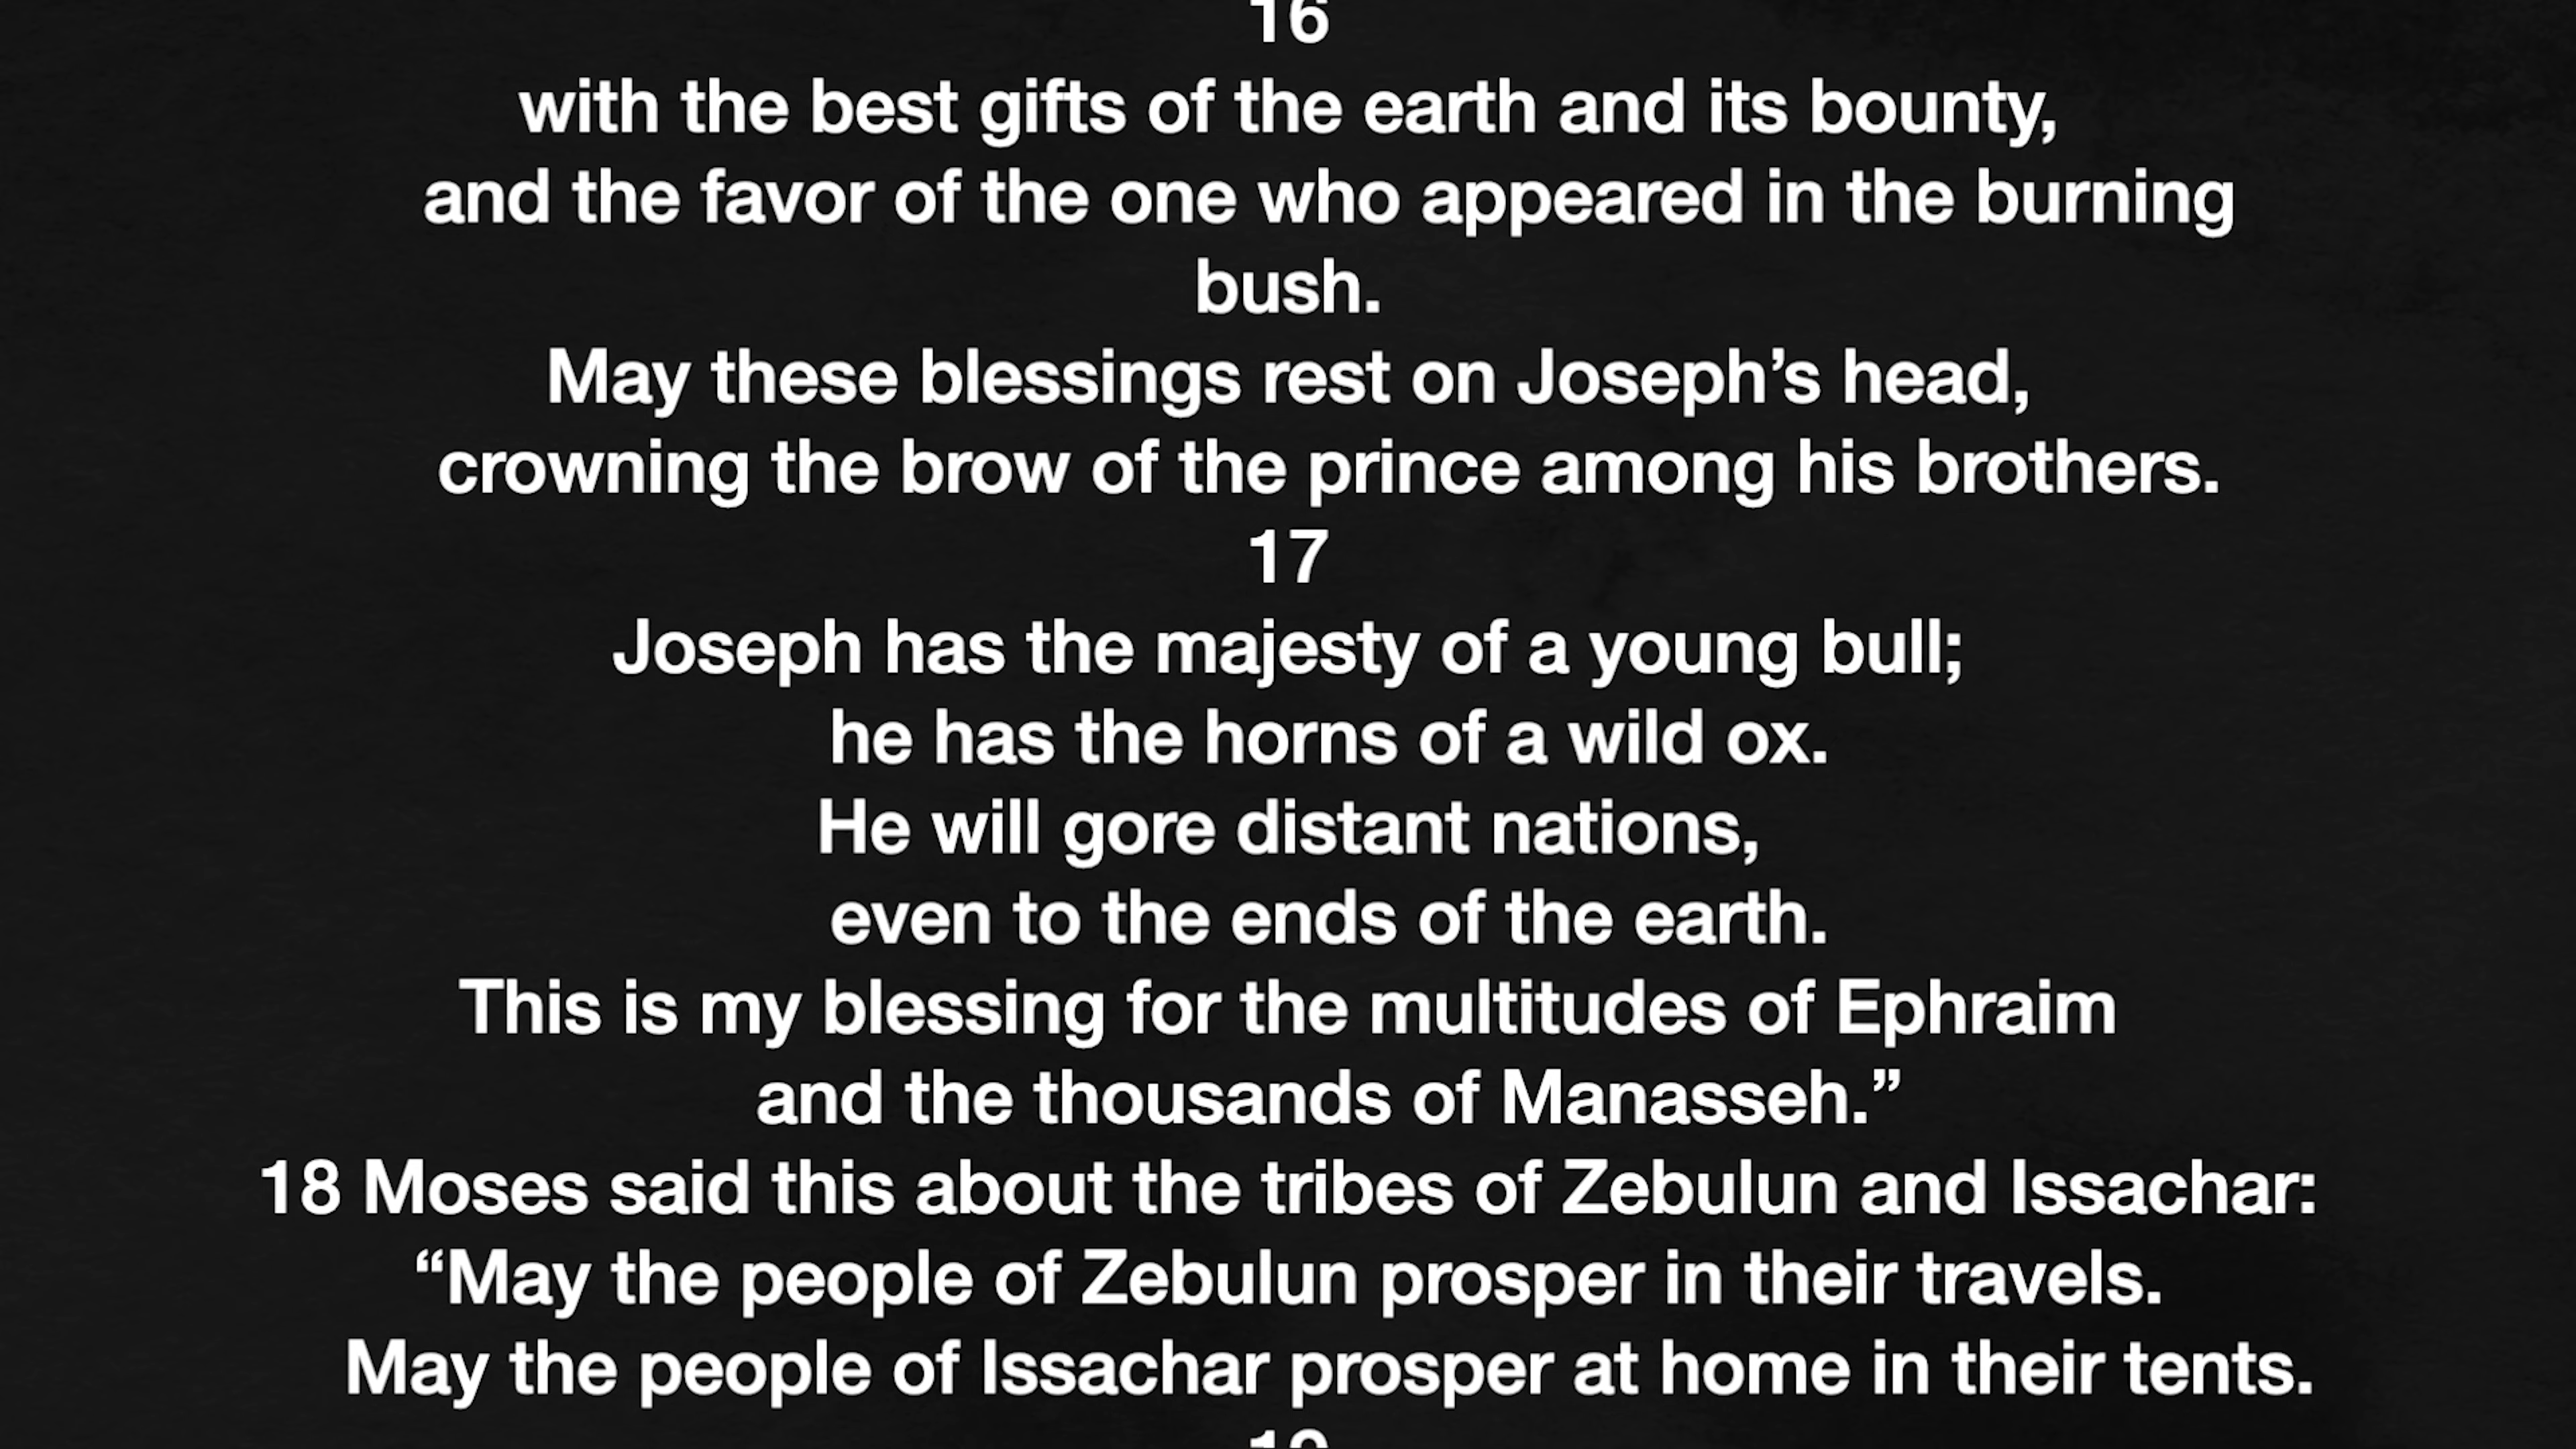 16
with the best gifts of the earth and its bounty,
and the favor of the one who appeared in the burning
bush.
May these blessings rest on Joseph’s head,
crowning the brow of the prince among his brothers.
17
Joseph has the majesty of a young bull;
he has the horns of a wild ox.
He will gore distant nations,
even to the ends of the earth.
This is my blessing for the multitudes of Ephraim
and the thousands of Manasseh.”
18 Moses said this about the tribes of Zebulun and Issachar:
“May the people of Zebulun prosper in their travels.
May the people of Issachar prosper at home in their tents.